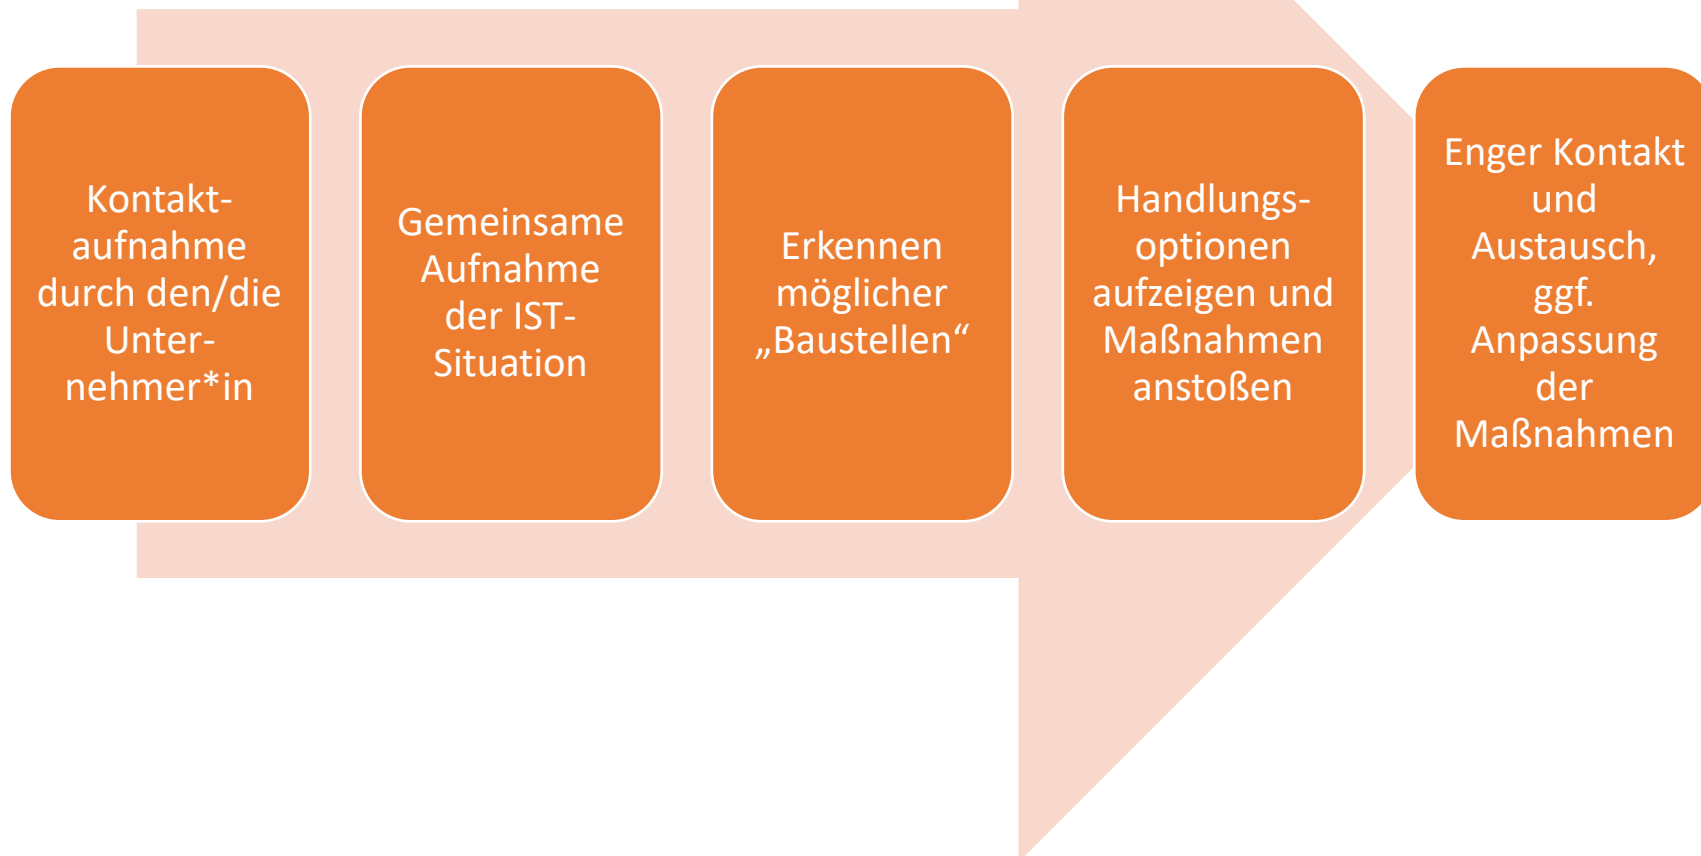 Kontakt-
aufnahme
durch den/die
Unter-
nehmer*in
Gemeinsame
Aufnahme
der IST-
Situation
Erkennen
möglicher
„Baustellen“
Handlungs-
optionen
aufzeigen und
Maßnahmen
anstoßen
Enger Kontakt
und
Austausch,
ggf.
Anpassung
der
Maßnahmen